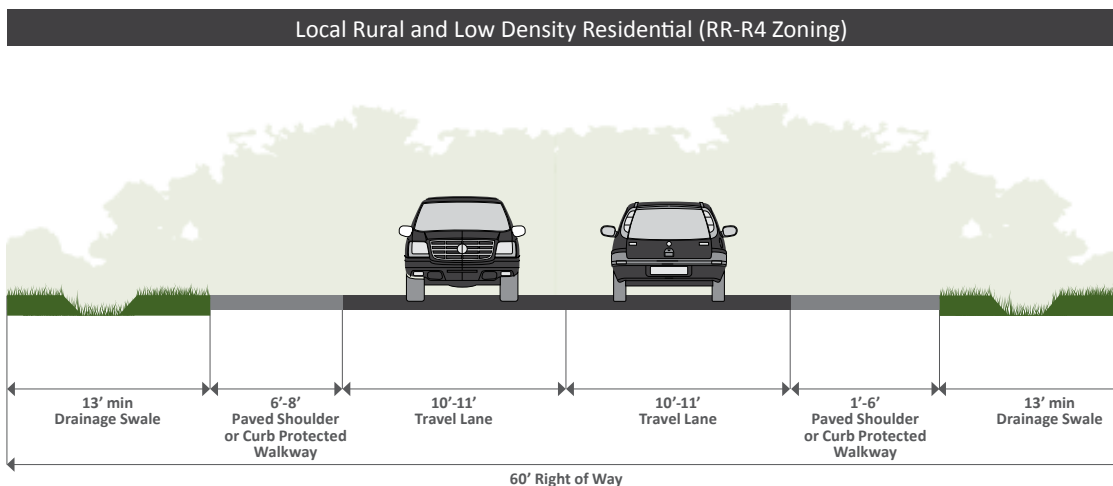 Local Rural and Low Density Residential (RR-R4 Zoning)
13’ min
Drainage Swale
6’-8’
Paved Shoulder
or Curb Protected
Walkway
10’-11’
Travel Lane
10’-11’
Travel Lane
1’-6’
Paved Shoulder
or Curb Protected
Walkway
13’ min
Drainage Swale
60’ Right of Way